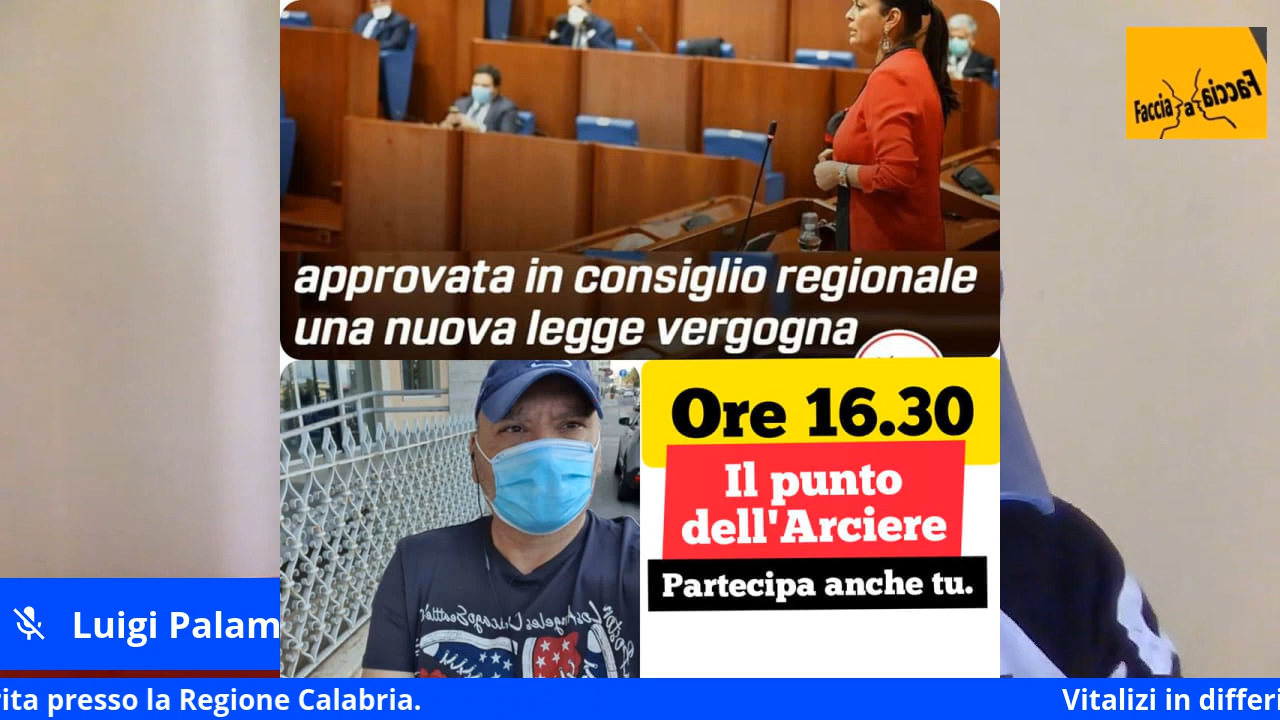 Faccia a Faccia
approvata in consiglio regionale
una nuova legge vergogna
Ore 16.30
Il punto
dell'Arciere
Partecipa anche tu.
Luigi Palam
rita presso la Regione Calabria.
Vitalizi in differi